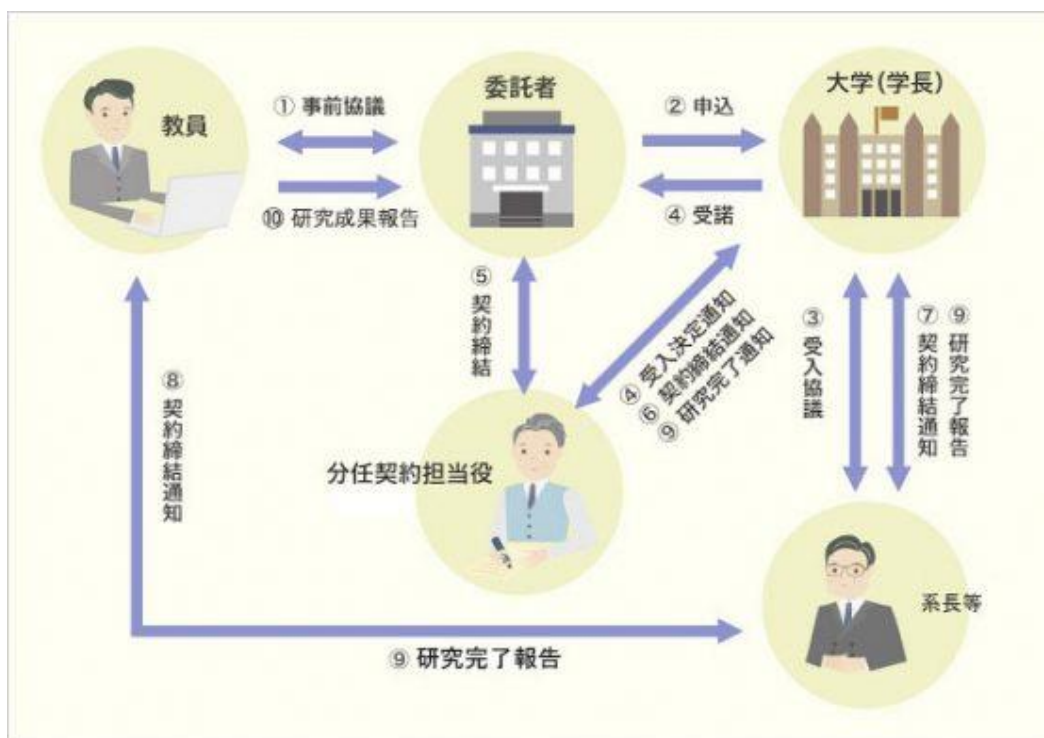 教員
① 事前協議
⑩ 研究成果報告
委託者
② 申込
④ 受諾
大学(学長)
⑤ 契約締結
④ 受入決定通知
⑥ 契約締結通知
⑨ 研究完了通知
③ 受入協議
⑨ 研究完了報告
⑦ 契約締結通知
⑧ 契約締結通知
分任契約担当役
系長等
⑨ 研究完了報告